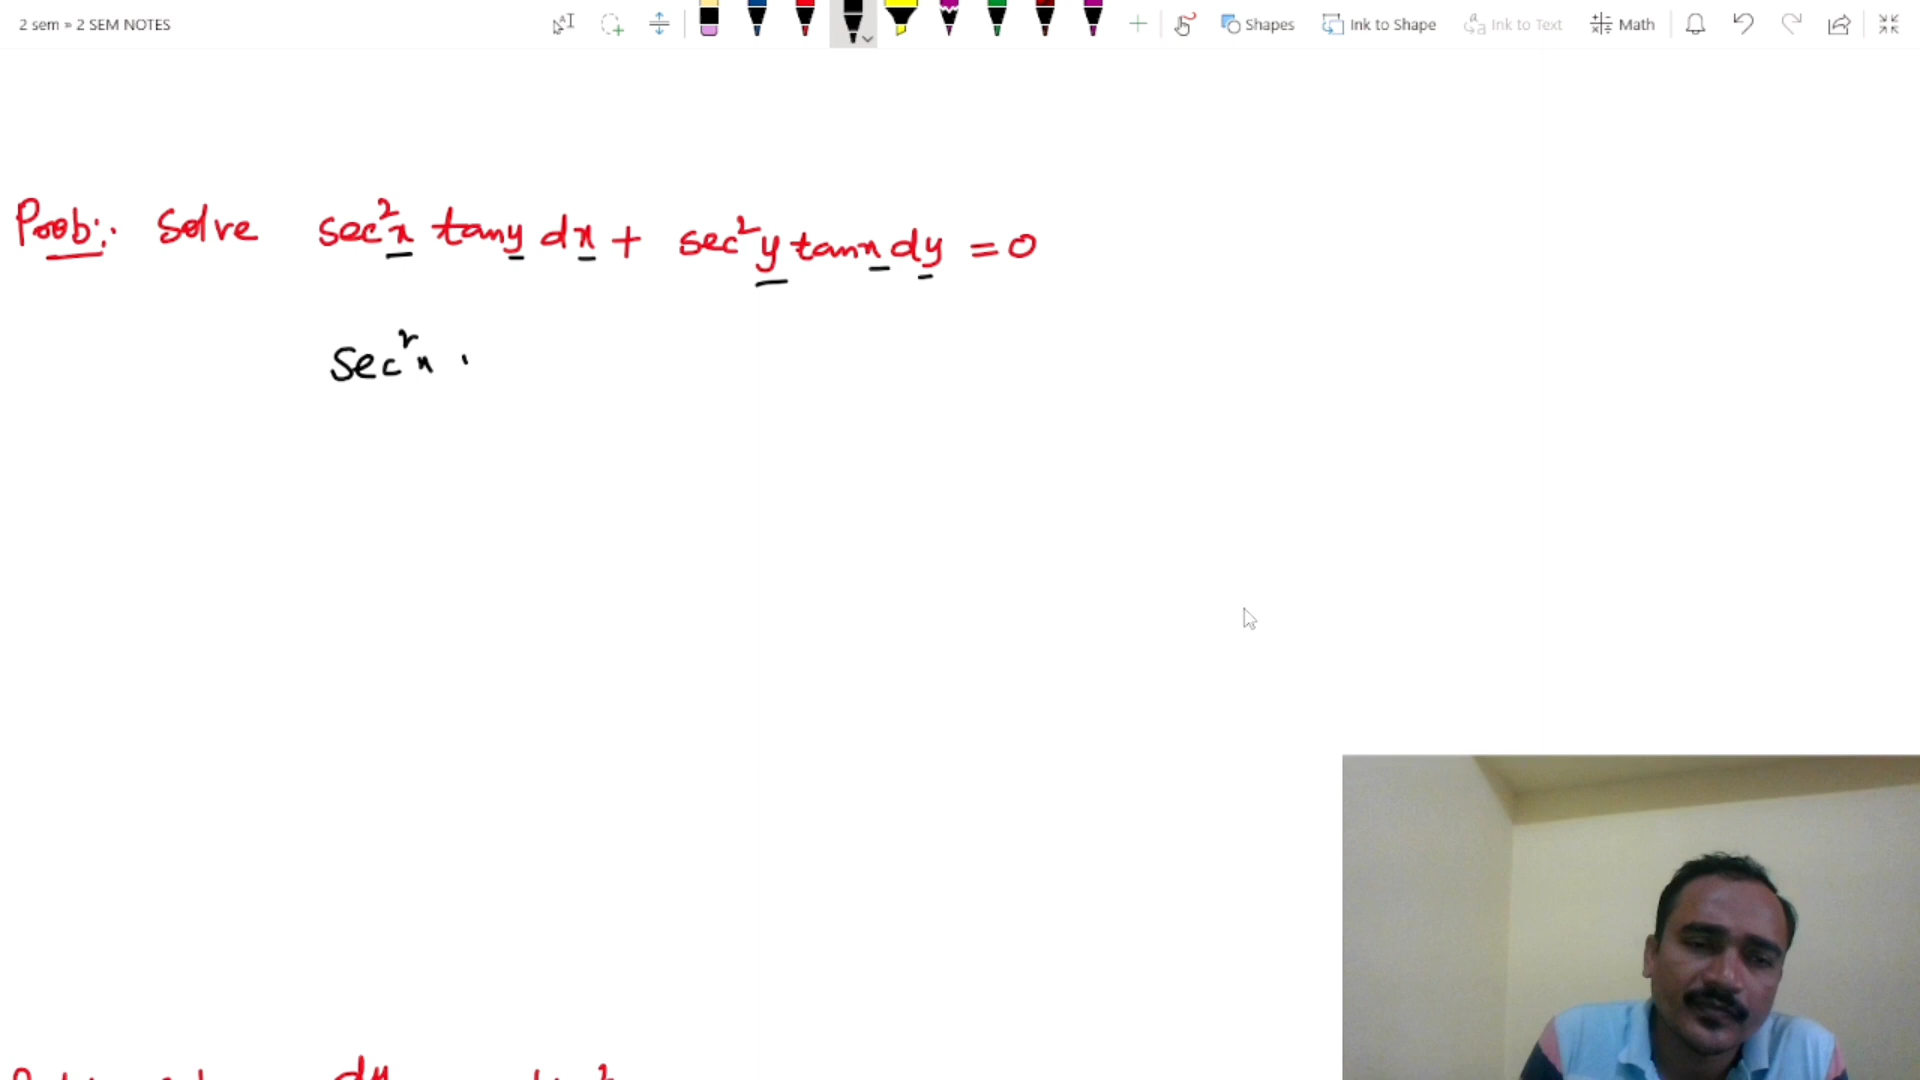 2 sem » 2 SEM NOTES
Shapes Ink to Shape Ink to Text Math
Prob:. Solve sec²x tany dx + sec²y tanx dy = 0
Sec²x .
dy